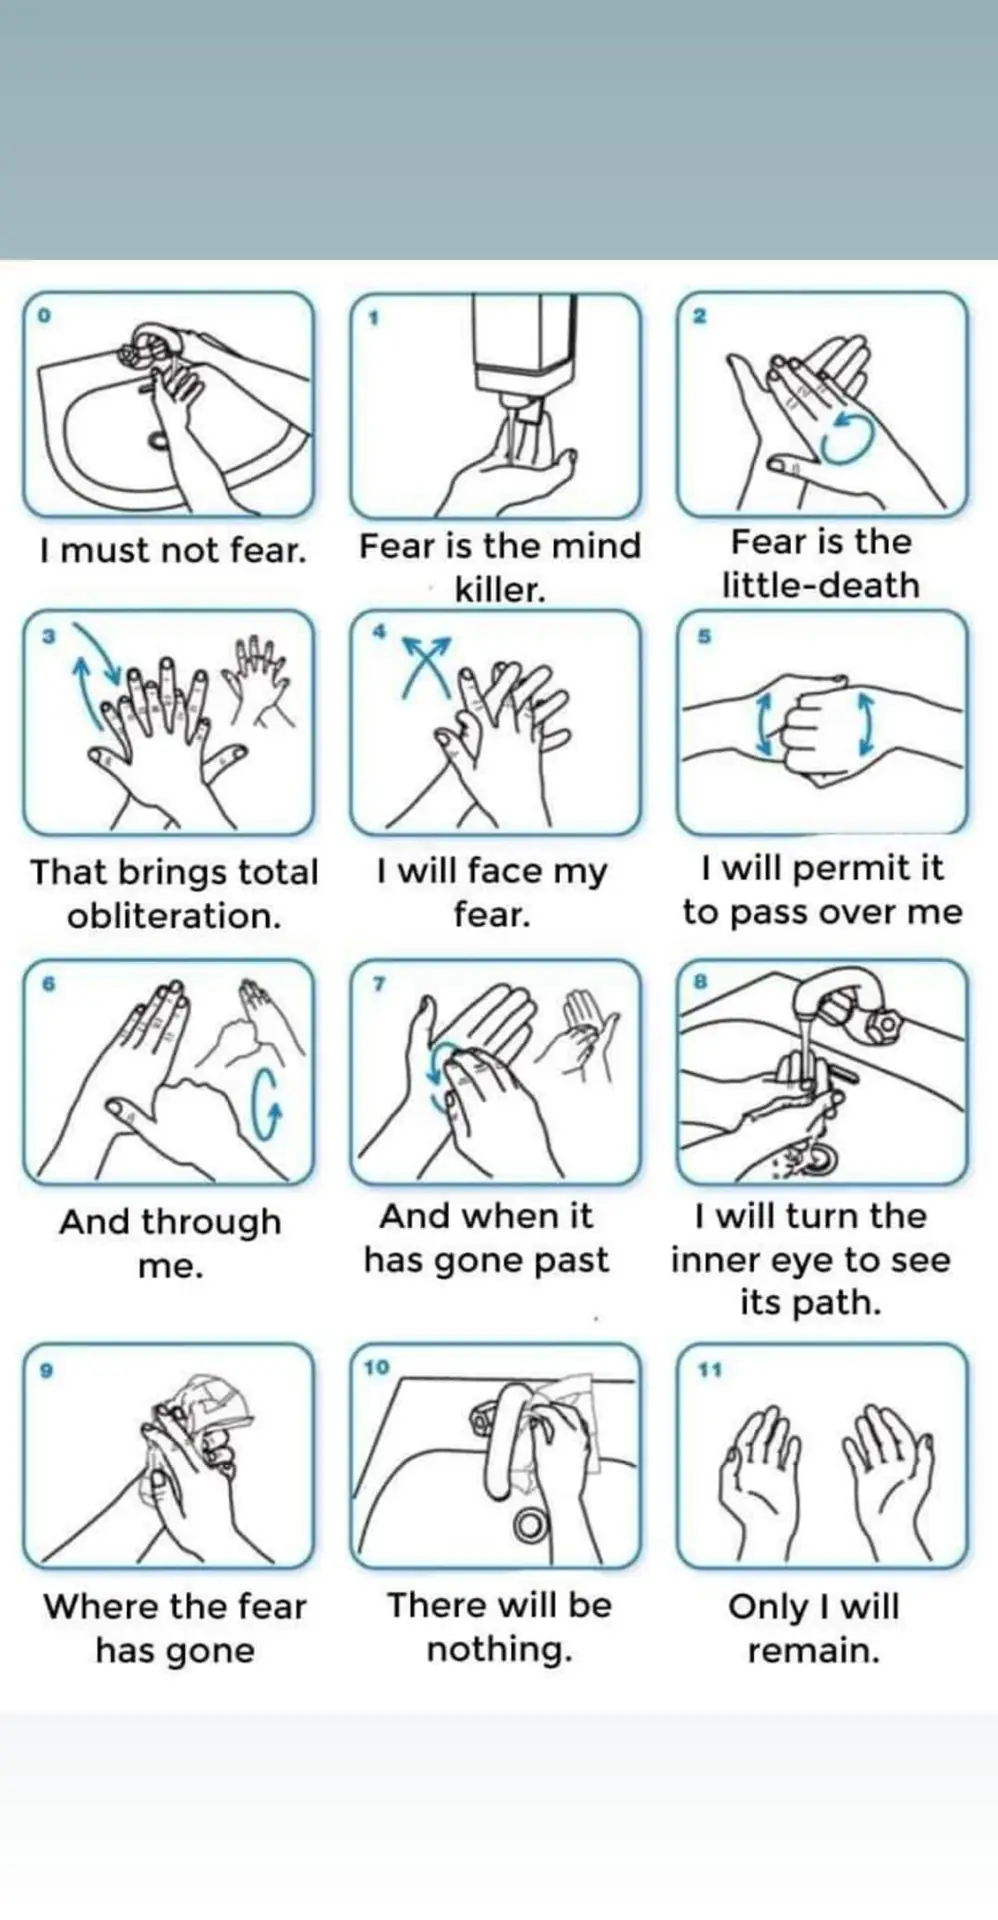 0
1
2
I must not fear.
Fear is the mind
killer.
Fear is the
little-death
3
4
5
That brings total
obliteration.
I will face my
fear.
I will permit it
to pass over me
6
7
8
And through
me.
And when it
has gone past
I will turn the
inner eye to see
its path.
9
10
11
Where the fear
has gone
There will be
nothing.
Only I will
remain.